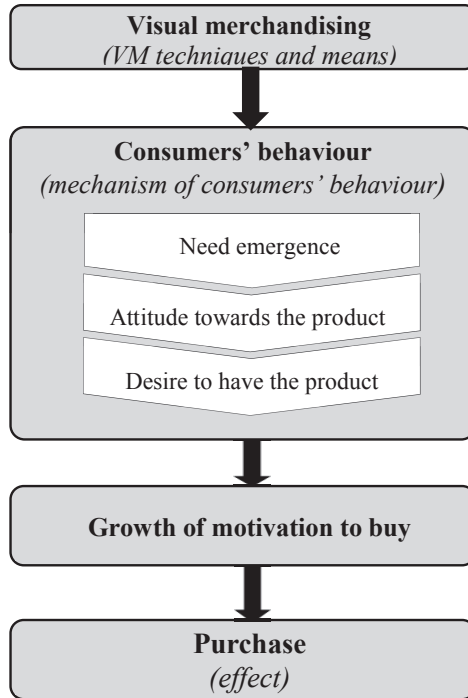 Visual merchandising
(VM techniques and means)
Consumers’ behaviour
(mechanism of consumers’ behaviour)
Need emergence
Attitude towards the product
Desire to have the product
Growth of motivation to buy
Purchase
(effect)